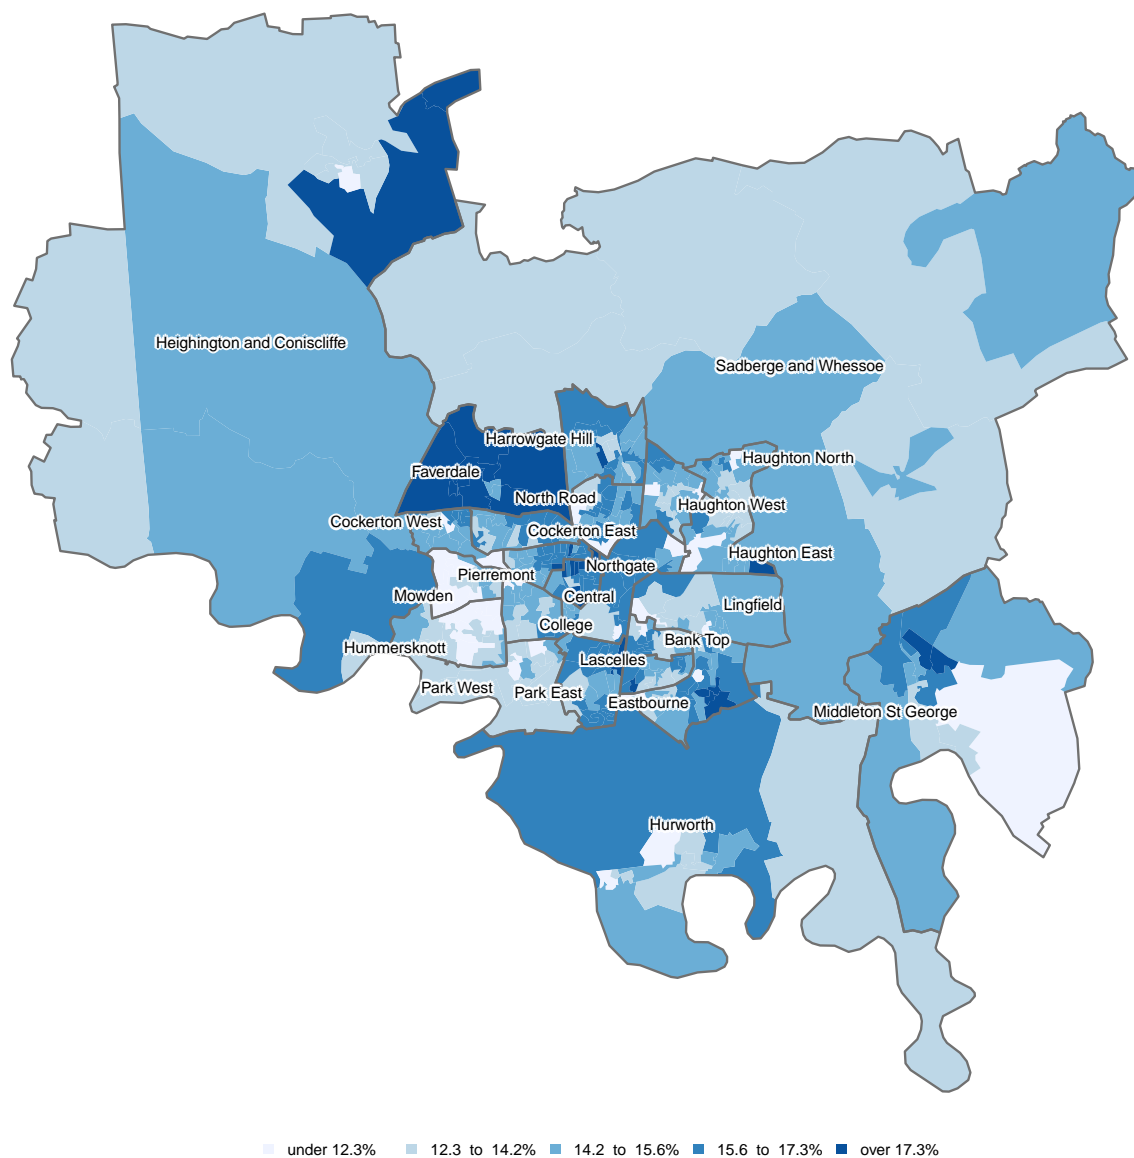 Heighington and Coniscliffe
Sadberge and Whessoe
Harrowgate Hill
Haughton North
Faverdale
North Road
Haughton West
Cockerton West
Cockerton East
Haughton East
Northgate
Pierremont
Mowden
Central
Lingfield
College
Bank Top
Hummersknott
Lascelles
Park West
Park East
Eastbourne
Middleton St George
Hurworth
under 12.3% 12.3 to 14.2% 14.2 to 15.6% 15.6 to 17.3% over 17.3%